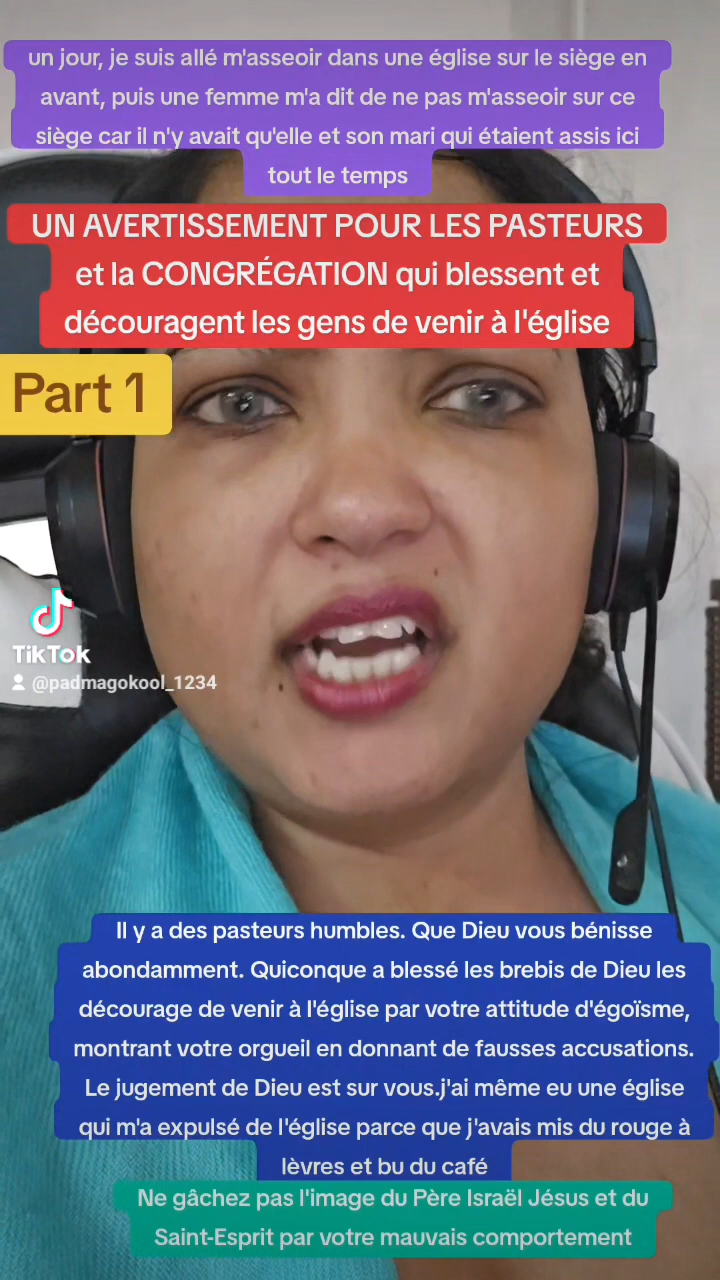 un jour, je suis allé m'asseoir dans une église sur le siège en
avant, puis une femme m'a dit de ne pas m'asseoir sur ce
siège car il n'y avait qu'elle et son mari qui étaient assis ici
tout le temps
UN AVERTISSEMENT POUR LES PASTEURS
et la CONGRÉGATION qui blessent et
découragent les gens de venir à l'église
Part 1
TikTok
@padmagokool_1234
Il y a des pasteurs humbles. Que Dieu vous bénisse
abondamment. Quiconque a blessé les brebis de Dieu les
décourage de venir à l'église par votre attitude d'égoïsme,
montrant votre orgueil en donnant de fausses accusations.
Le jugement de Dieu est sur vous.j'ai même eu une église
qui m'a expulsé de l'église parce que j'avais mis du rouge à
lèvres et bu du café
Ne gâchez pas l'image du Père Israël Jésus et du
Saint-Esprit par votre mauvais comportement